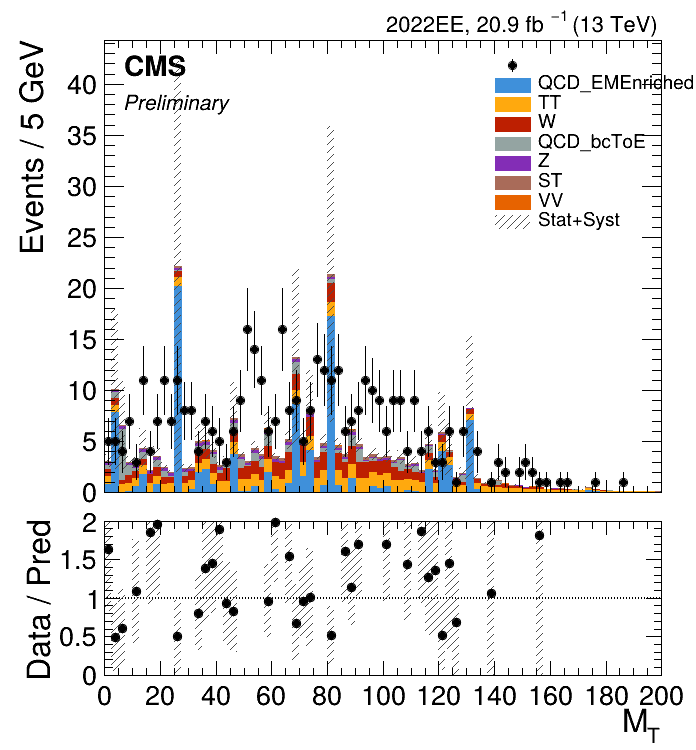 2022EE, 20.9 fb⁻¹ (13 TeV)
CMS
Preliminary
QCD_EMEnriched
TT
W
QCD_bcToE
Z
ST
VV
Stat+Syst
Events / 5 GeV
40
35
30
25
20
15
10
5
0
Data / Pred
2
1.5
1
0.5
0
0 20 40 60 80 100 120 140 160 180 200
M_T